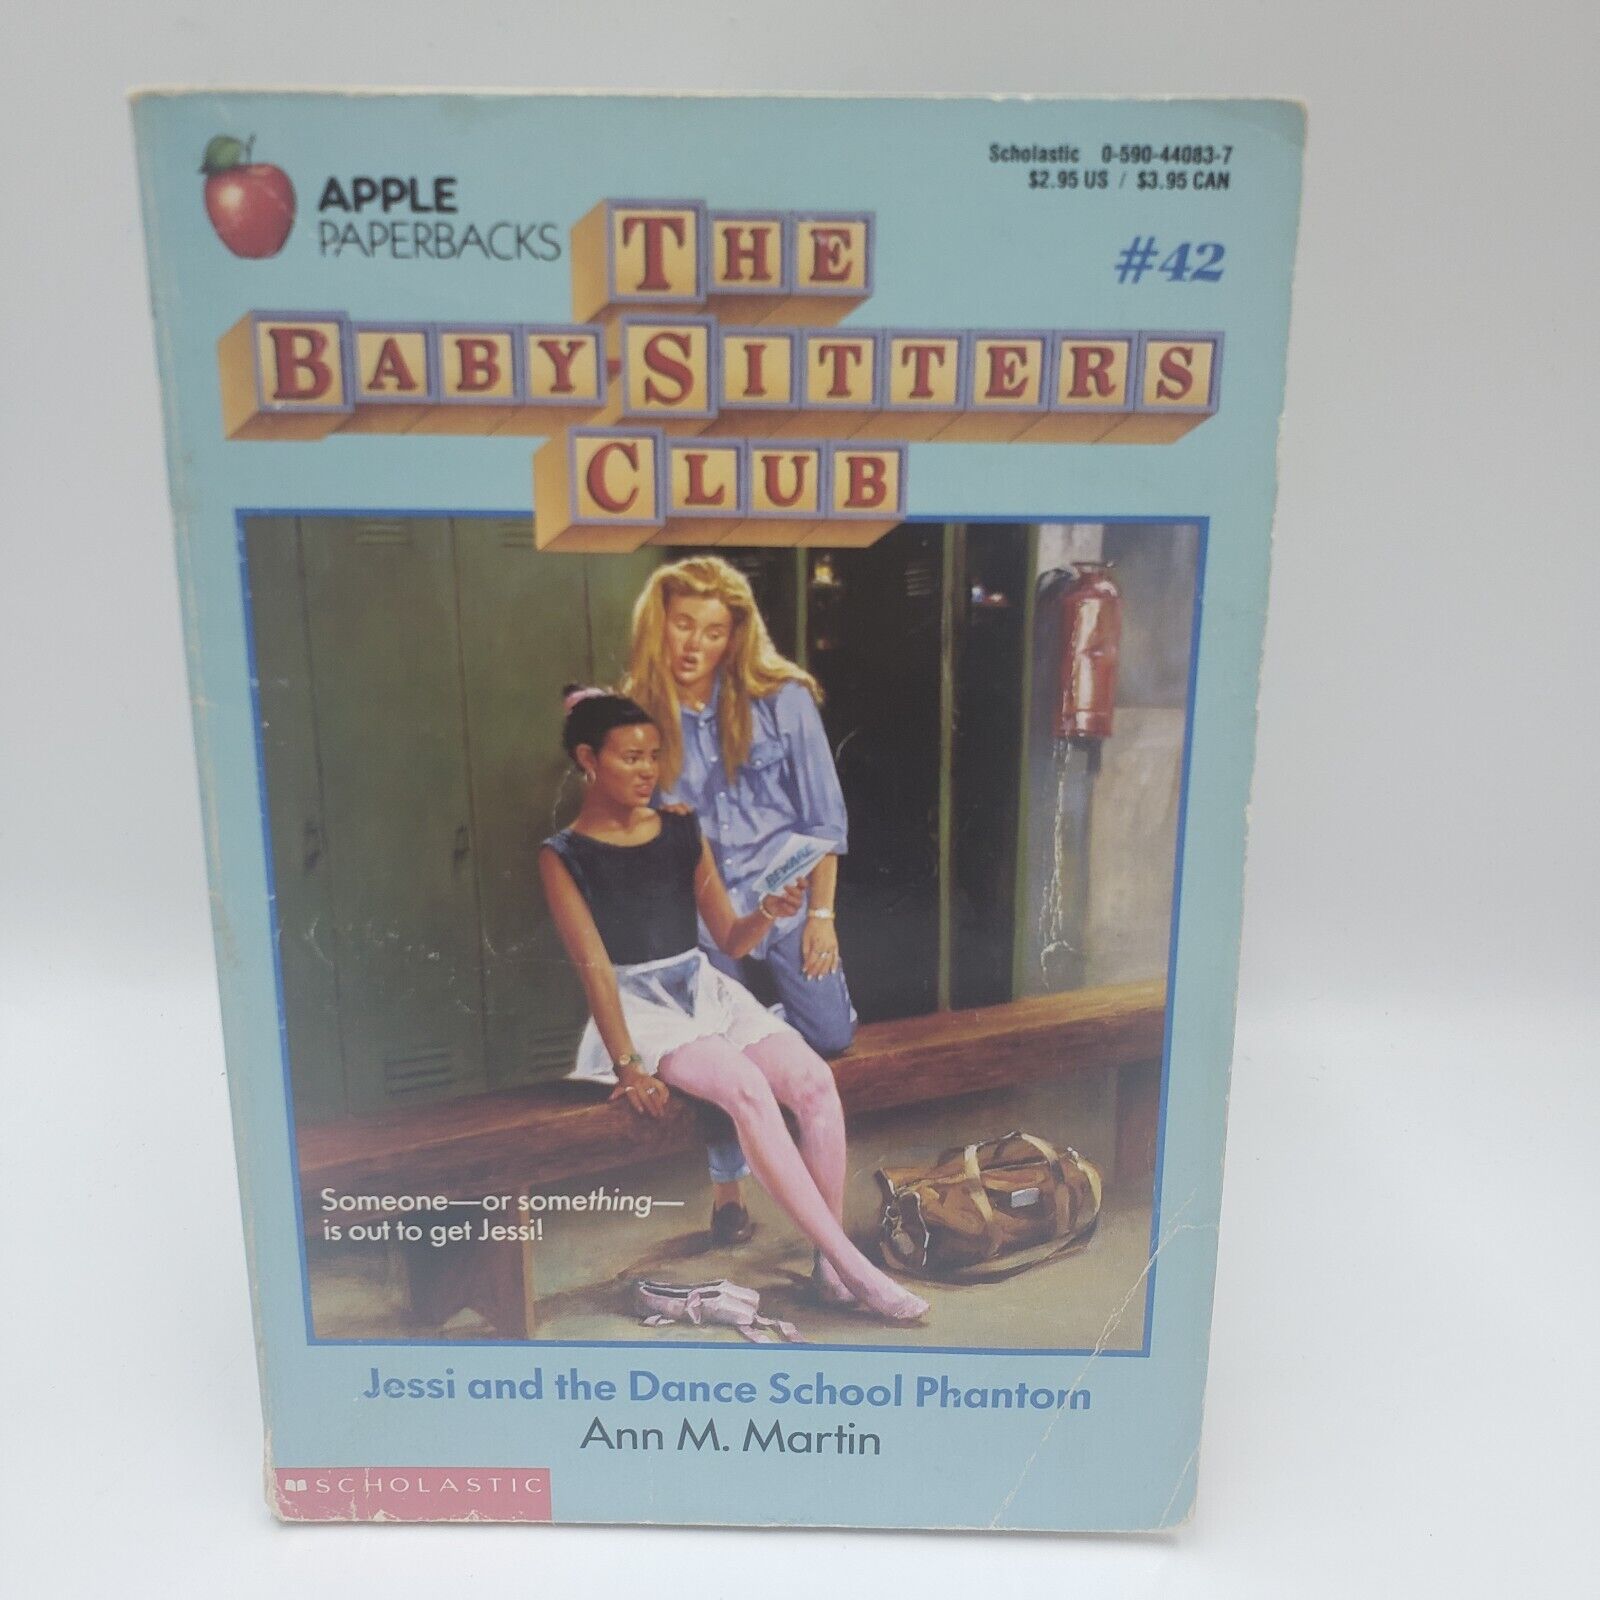 APPLE
PAPERBACKS
Scholastic 0-590-44083-7
$2.95 US / $3.95 CAN
#42
THE
BABY-SITTERS
CLUB
BEWARE
Someone—or something—
is out to get Jessi!
Jessi and the Dance School Phantom
Ann M. Martin
SCHOLASTIC